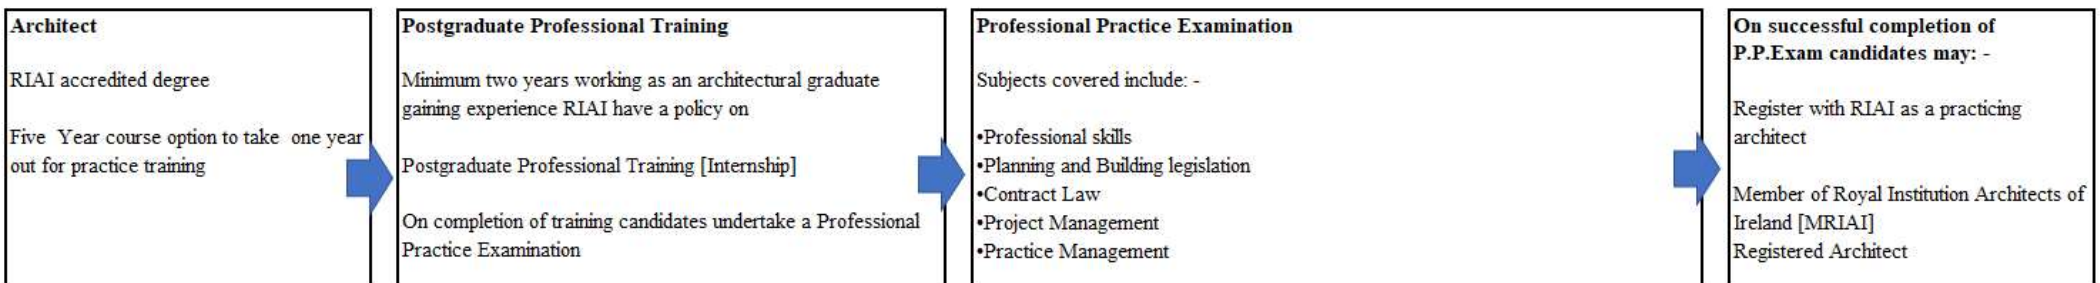 Architect
RIAI accredited degree
Five Year course option to take one year
out for practice training
Postgraduate Professional Training
Minimum two years working as an architectural graduate
gaining experience RIAI have a policy on
Postgraduate Professional Training [Internship]
On completion of training candidates undertake a Professional
Practice Examination
Professional Practice Examination
Subjects covered include: -
•Professional skills
•Planning and Building legislation
•Contract Law
•Project Management
•Practice Management
On successful completion of
P.P.Exam candidates may: -
Register with RIAI as a practicing
architect
Member of Royal Institution Architects of
Ireland [MRIAI]
Registered Architect